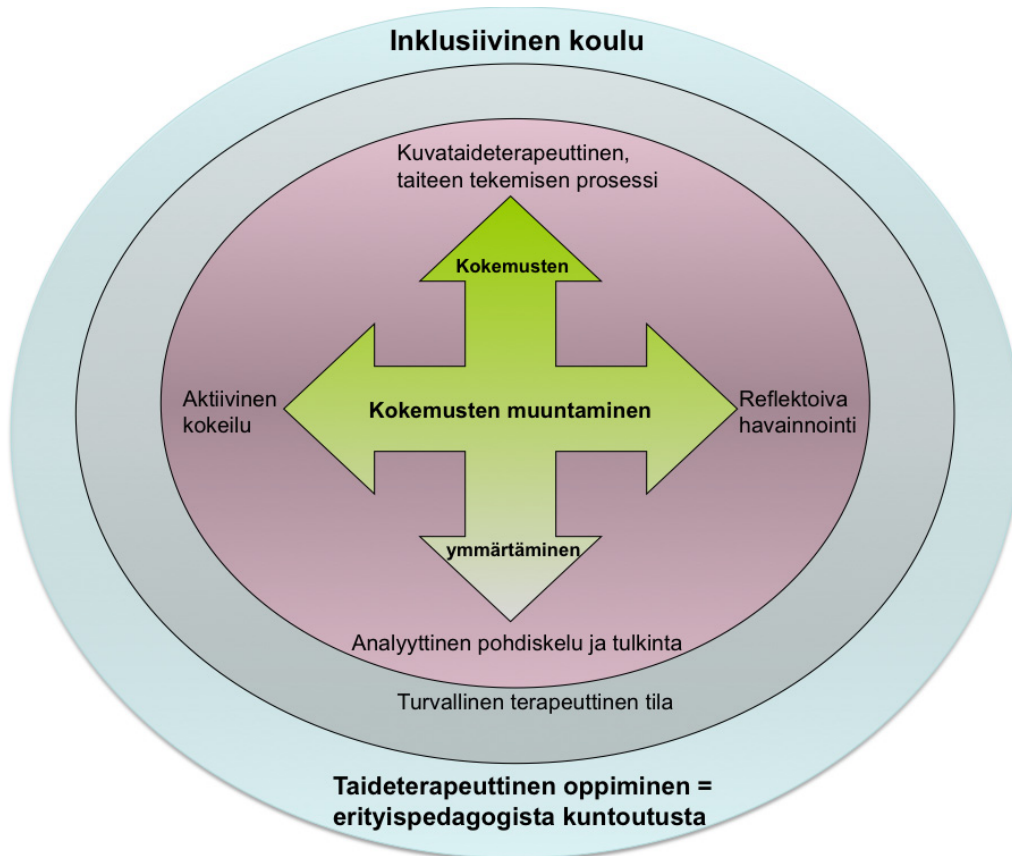 Inklusiivinen koulu
Kuvataideterapeuttinen,
taiteen tekemisen prosessi
Kokemusten
Aktiivinen
kokeilu
Kokemusten muuntaminen
Reflektoiva
havainnointi
ymmärtäminen
Analyyttinen pohdiskelu ja tulkinta
Turvallinen terapeuttinen tila
Taideterapeuttinen oppiminen =
erityispedagogista kuntoutusta